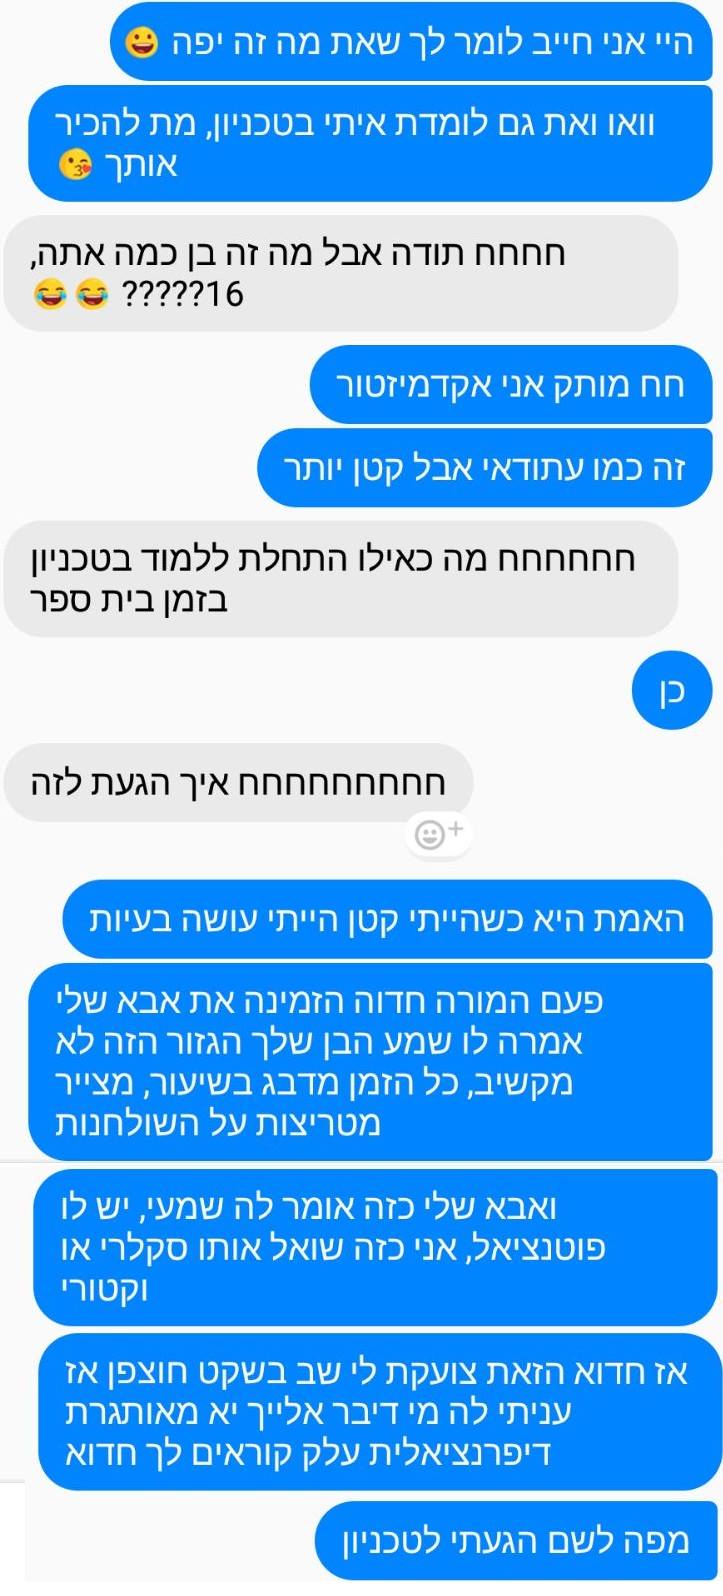 היי אני חייב לומר לך שאת מה זה יפה 😀
וואו ואת גם לומדת איתי בטכניון, מת להכיר
אותך 😘
חחחח תודה אבל מה זה בן כמה אתה,
16????? 😂 😂
חח מותק אני אקדמיזטור
זה כמו עתודאי אבל קטן יותר
חחחחחח מה כאילו התחלת ללמוד בטכניון
בזמן בית ספר
כן
חחחחחחחחח איך הגעת לזה
האמת היא כשהייתי קטן הייתי עושה בעיות
פעם המורה חדוה הזמינה את אבא שלי
אמרה לו שמע הבן שלך הגזור הזה לא
מקשיב, כל הזמן מדבג בשיעור, מצייר
מטריצות על השולחנות
ואבא שלי כזה אומר לה שמעי, יש לו
פוטנציאל, אני כזה שואל אותו סקלרי או
וקטורי
אז חדוא הזאת צועקת לי שב בשקט חוצפן אז
עניתי לה מי דיבר אלייך יא מאותגרת
דיפרנציאלית עלק קוראים לך חדוא
מפה לשם הגעתי לטכניון